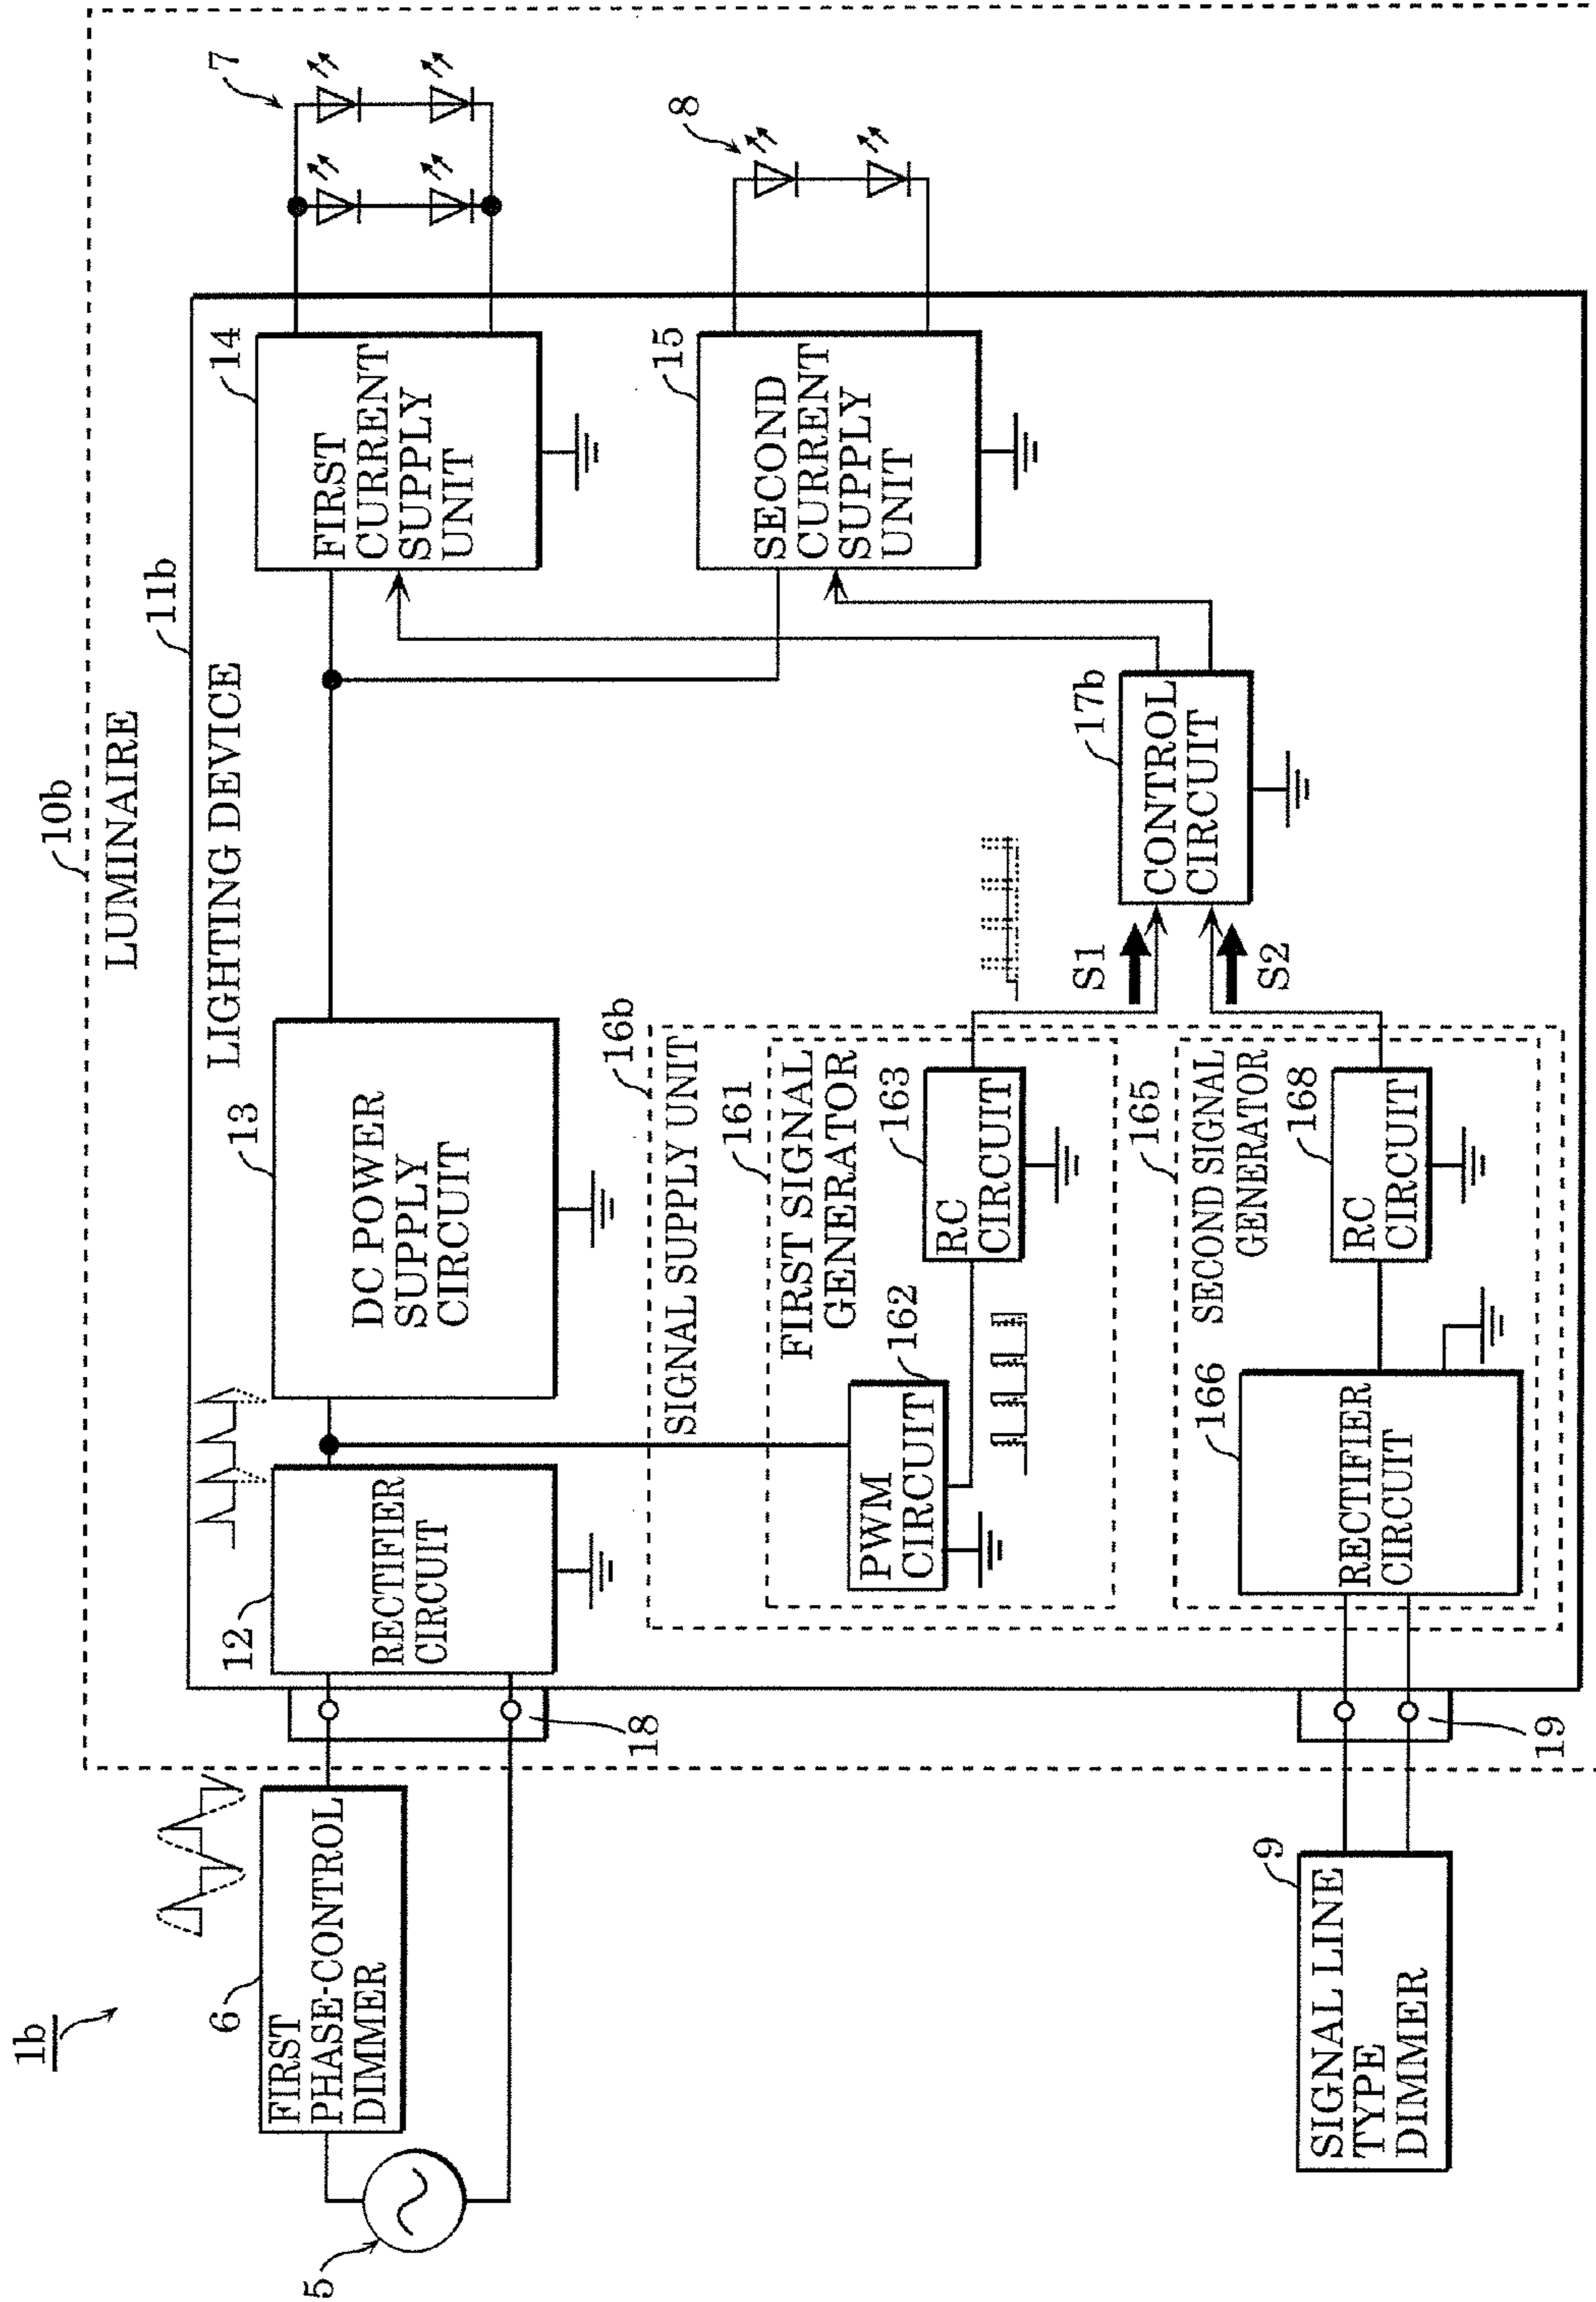 1b
10b
LUMINAIRE
11b
LIGHTING DEVICE
6
FIRST
PHASE-CONTROL
DIMMER
5
18
12
RECTIFIER
CIRCUIT
13
DC POWER
SUPPLY
CIRCUIT
14
FIRST
CURRENT
SUPPLY
UNIT
7
15
SECOND
CURRENT
SUPPLY
UNIT
8
16b
SIGNAL SUPPLY UNIT
161
FIRST SIGNAL
GENERATOR
162
PWM
CIRCUIT
163
RC
CIRCUIT
S1
17b
CONTROL
CIRCUIT
S2
165
SECOND SIGNAL
GENERATOR
166
RECTIFIER
CIRCUIT
168
RC
CIRCUIT
9
SIGNAL LINE
TYPE
DIMMER
19